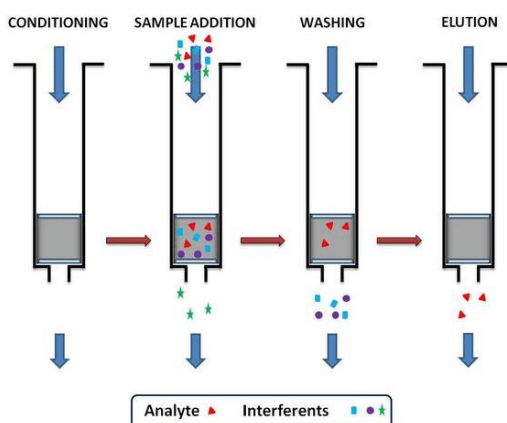 CONDITIONING SAMPLE ADDITION WASHING ELUTION
Analyte Interferents